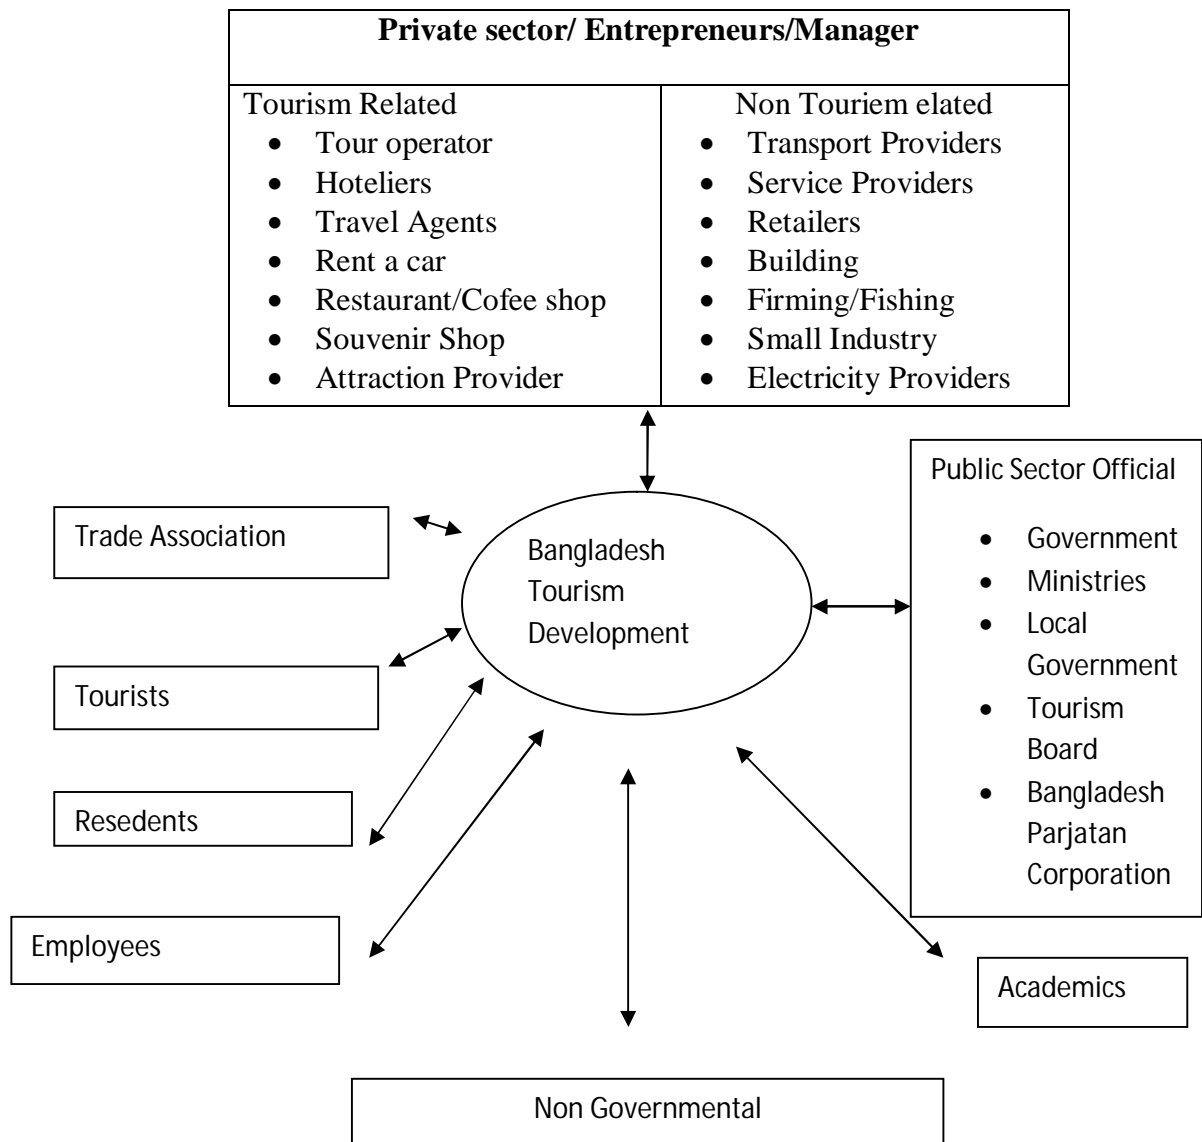 Private sector/ Entrepreneurs/Manager
Tourism Related
• Tour operator
• Hoteliers
• Travel Agents
• Rent a car
• Restaurant/Cofee shop
• Souvenir Shop
• Attraction Provider
Non Touriem elated
• Transport Providers
• Service Providers
• Retailers
• Building
• Firming/Fishing
• Small Industry
• Electricity Providers
Public Sector Official
• Government
• Ministries
• Local
Government
• Tourism
Board
• Bangladesh
Parjatan
Corporation
Trade Association
Bangladesh
Tourism
Development
Tourists
Resedents
Employees
Academics
Non Governmental